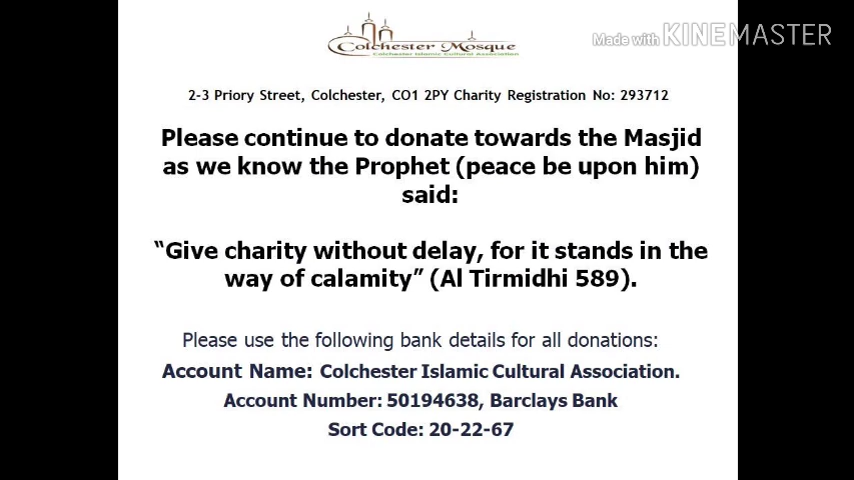 Colchester Mosque
Colchester Islamic Cultural Association
Made with KINEMASTER
2-3 Priory Street, Colchester, CO1 2PY Charity Registration No: 293712
Please continue to donate towards the Masjid
as we know the Prophet (peace be upon him)
said:
“Give charity without delay, for it stands in the
way of calamity” (Al Tirmidhi 589).
Please use the following bank details for all donations:
Account Name: Colchester Islamic Cultural Association.
Account Number: 50194638, Barclays Bank
Sort Code: 20-22-67